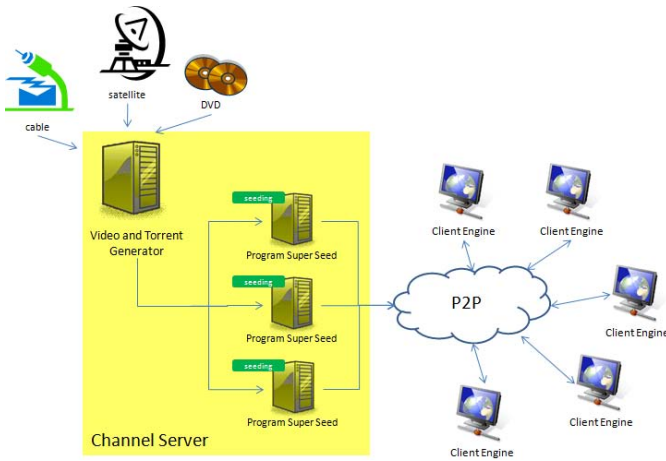 satellite
DVD
cable
Video and Torrent
Generator
seeding
Program Super Seed
seeding
Program Super Seed
seeding
Program Super Seed
Channel Server
P2P
Client Engine
Client Engine
Client Engine
Client Engine
Client Engine